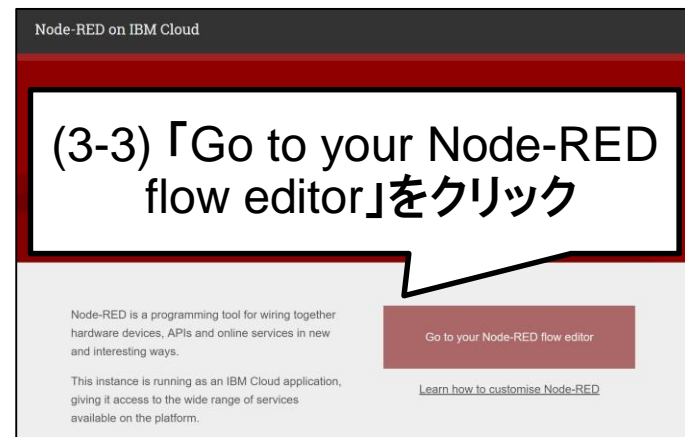 Node-RED on IBM Cloud
(3-3) 「Go to your Node-RED
flow editor」をクリック
Node-RED is a programming tool for wiring together
hardware devices, APIs and online services in new
and interesting ways.
This instance is running as an IBM Cloud application,
giving it access to the wide range of services
available on the platform.
Go to your Node-RED flow editor
Learn how to customise Node-RED